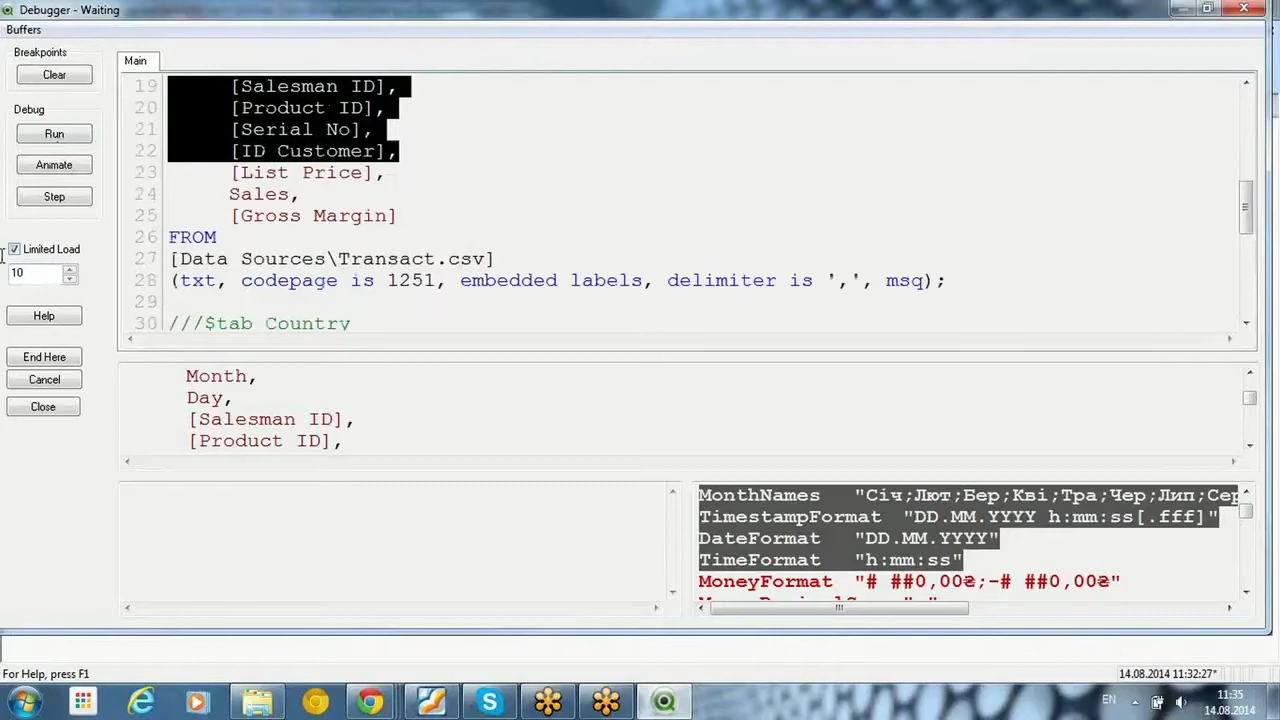 Debugger - Waiting
Buffers
Breakpoints
Clear
Debug
Run
Animate
Step
Limited Load
10
Help
End Here
Cancel
Close
Main
19 [Salesman ID],
20 [Product ID],
21 [Serial No],
22 [ID Customer],
23 [List Price],
24 Sales,
25 [Gross Margin]
26 FROM
27 [Data Sources\Transact.csv]
28 (txt, codepage is 1251, embedded labels, delimiter is ',', msq);
29
30 ///$tab Country
Month,
Day,
[Salesman ID],
[Product ID],
MonthNames "Січ;Лют;Бер;Кві;Тра;Чер;Лип;Сер
TimestampFormat "DD.MM.YYYY h:mm:ss[.fff]"
DateFormat "DD.MM.YYYY"
TimeFormat "h:mm:ss"
MoneyFormat "# ##0,00₴;-# ##0,00₴"
For Help, press F1
14.08.2014 11:32:27*
EN
11:35
14.08.2014